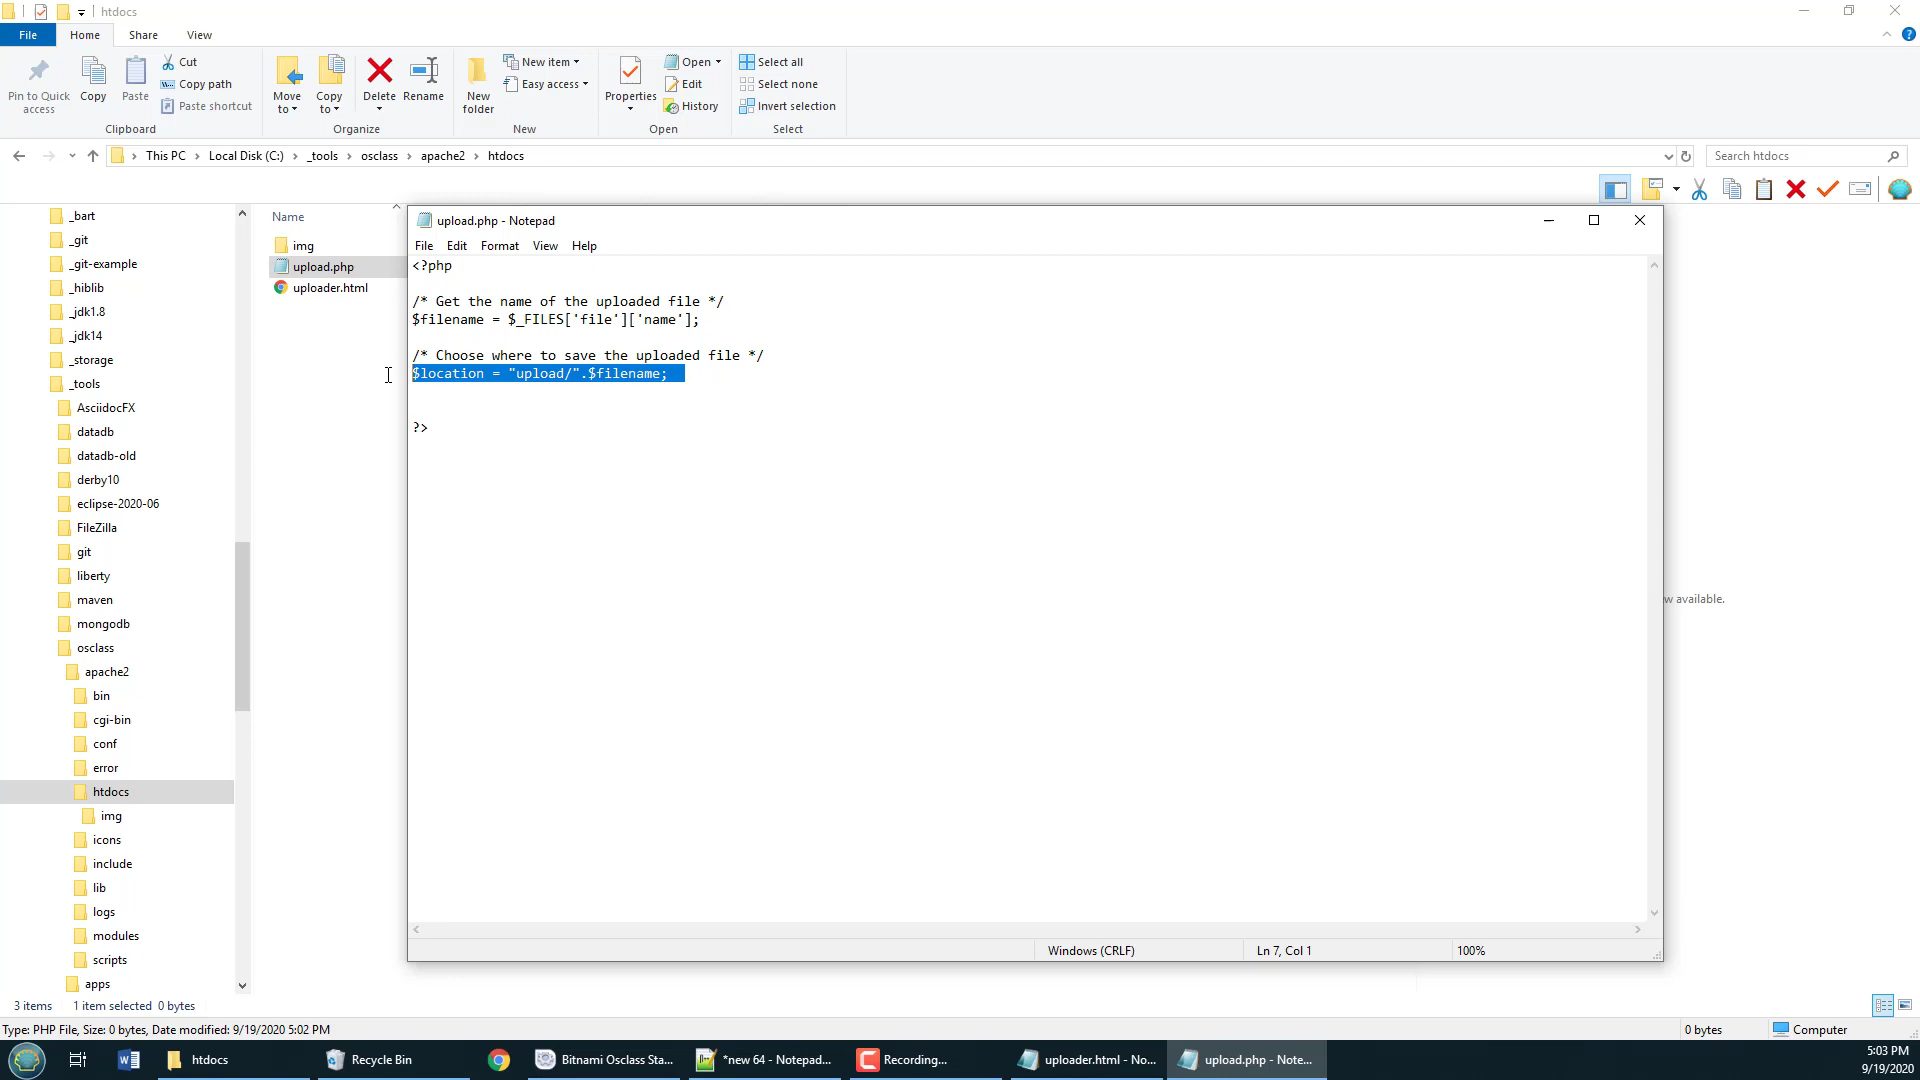 htdocs
File Home Share View
Pin to Quick access
Copy
Paste
Cut
Copy path
Paste shortcut
Clipboard
Move to
Copy to
Delete
Rename
Organize
New folder
New item
Easy access
New
Properties
Open
Edit
History
Open
Select all
Select none
Invert selection
Select
This PC Local Disk (C:) _tools osclass apache2 htdocs
Search htdocs
_bart
_git
_git-example
_hiblib
_jdk1.8
_jdk14
_storage
_tools
AsciidocFX
datadb
datadb-old
derby10
eclipse-2020-06
FileZilla
git
liberty
maven
mongodb
osclass
apache2
bin
cgi-bin
conf
error
htdocs
img
icons
include
lib
logs
modules
scripts
apps
Name
img
upload.php
uploader.html
upload.php - Notepad
File Edit Format View Help
<?php
/* Get the name of the uploaded file */
$filename = $_FILES['file']['name'];
/* Choose where to save the uploaded file */
$location = "upload/".$filename;
?>
Windows (CRLF) Ln 7, Col 1 100%
w available.
3 items 1 item selected 0 bytes
Type: PHP File, Size: 0 bytes, Date modified: 9/19/2020 5:02 PM 0 bytes Computer
htdocs
Recycle Bin
Bitnami Osclass Sta...
*new 64 - Notepad...
Recording...
uploader.html - No...
upload.php - Note...
5:03 PM
9/19/2020